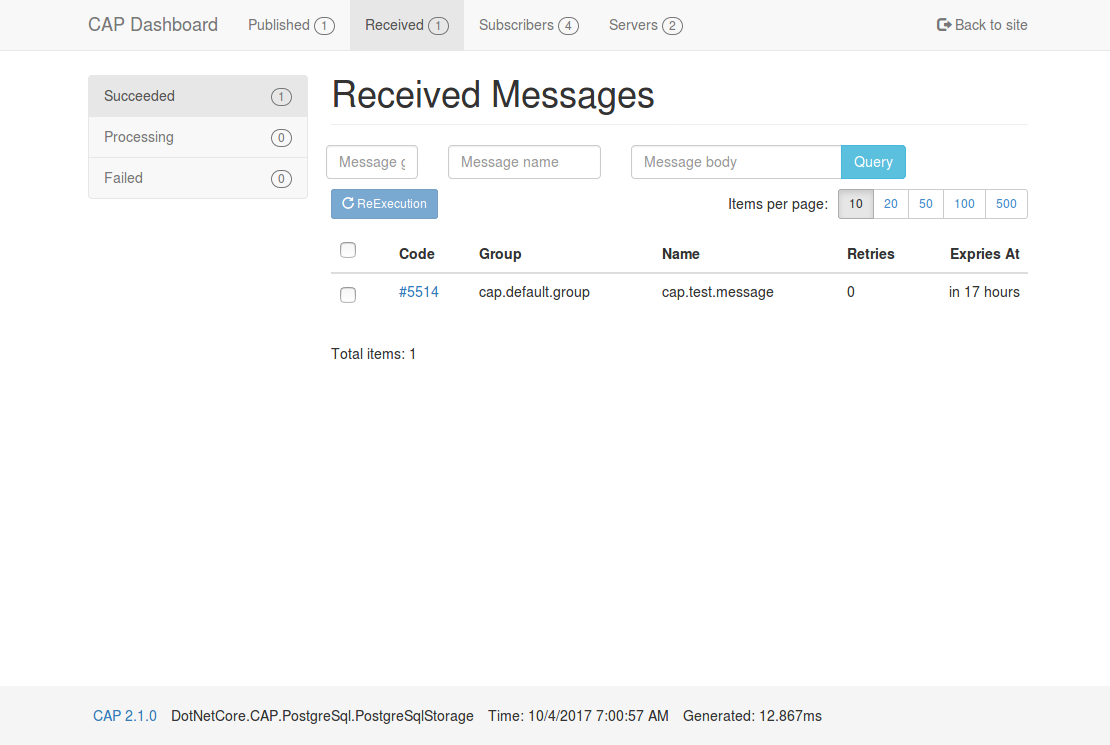 CAP Dashboard Published 1 Received 1 Subscribers 4 Servers 2 Back to site
Succeeded 1
Processing 0
Failed 0
Received Messages
Message g Message name Message body Query
ReExecution Items per page: 10 20 50 100 500
Code Group Name Retries Expries At
#5514 cap.default.group cap.test.message 0 in 17 hours
Total items: 1
CAP 2.1.0 DotNetCore.CAP.PostgreSql.PostgreSqlStorage Time: 10/4/2017 7:00:57 AM Generated: 12.867ms